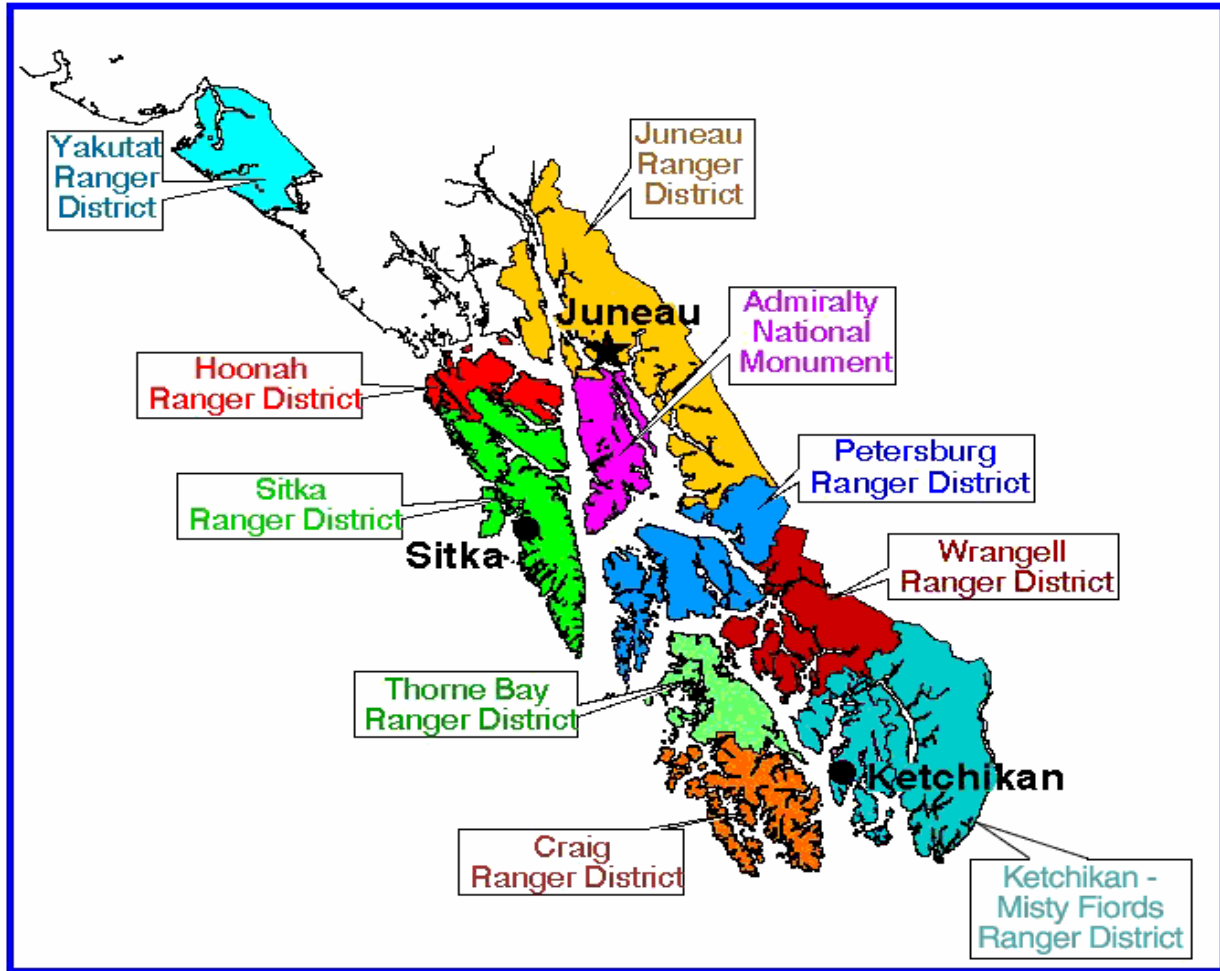 Yakutat
Ranger
District
Juneau
Ranger
District
Juneau
Admiralty
National
Monument
Hoonah
Ranger District
Petersburg
Ranger District
Sitka
Ranger District
Sitka
Wrangell
Ranger District
Thorne Bay
Ranger District
Ketchikan
Craig
Ranger District
Ketchikan -
Misty Fiords
Ranger District